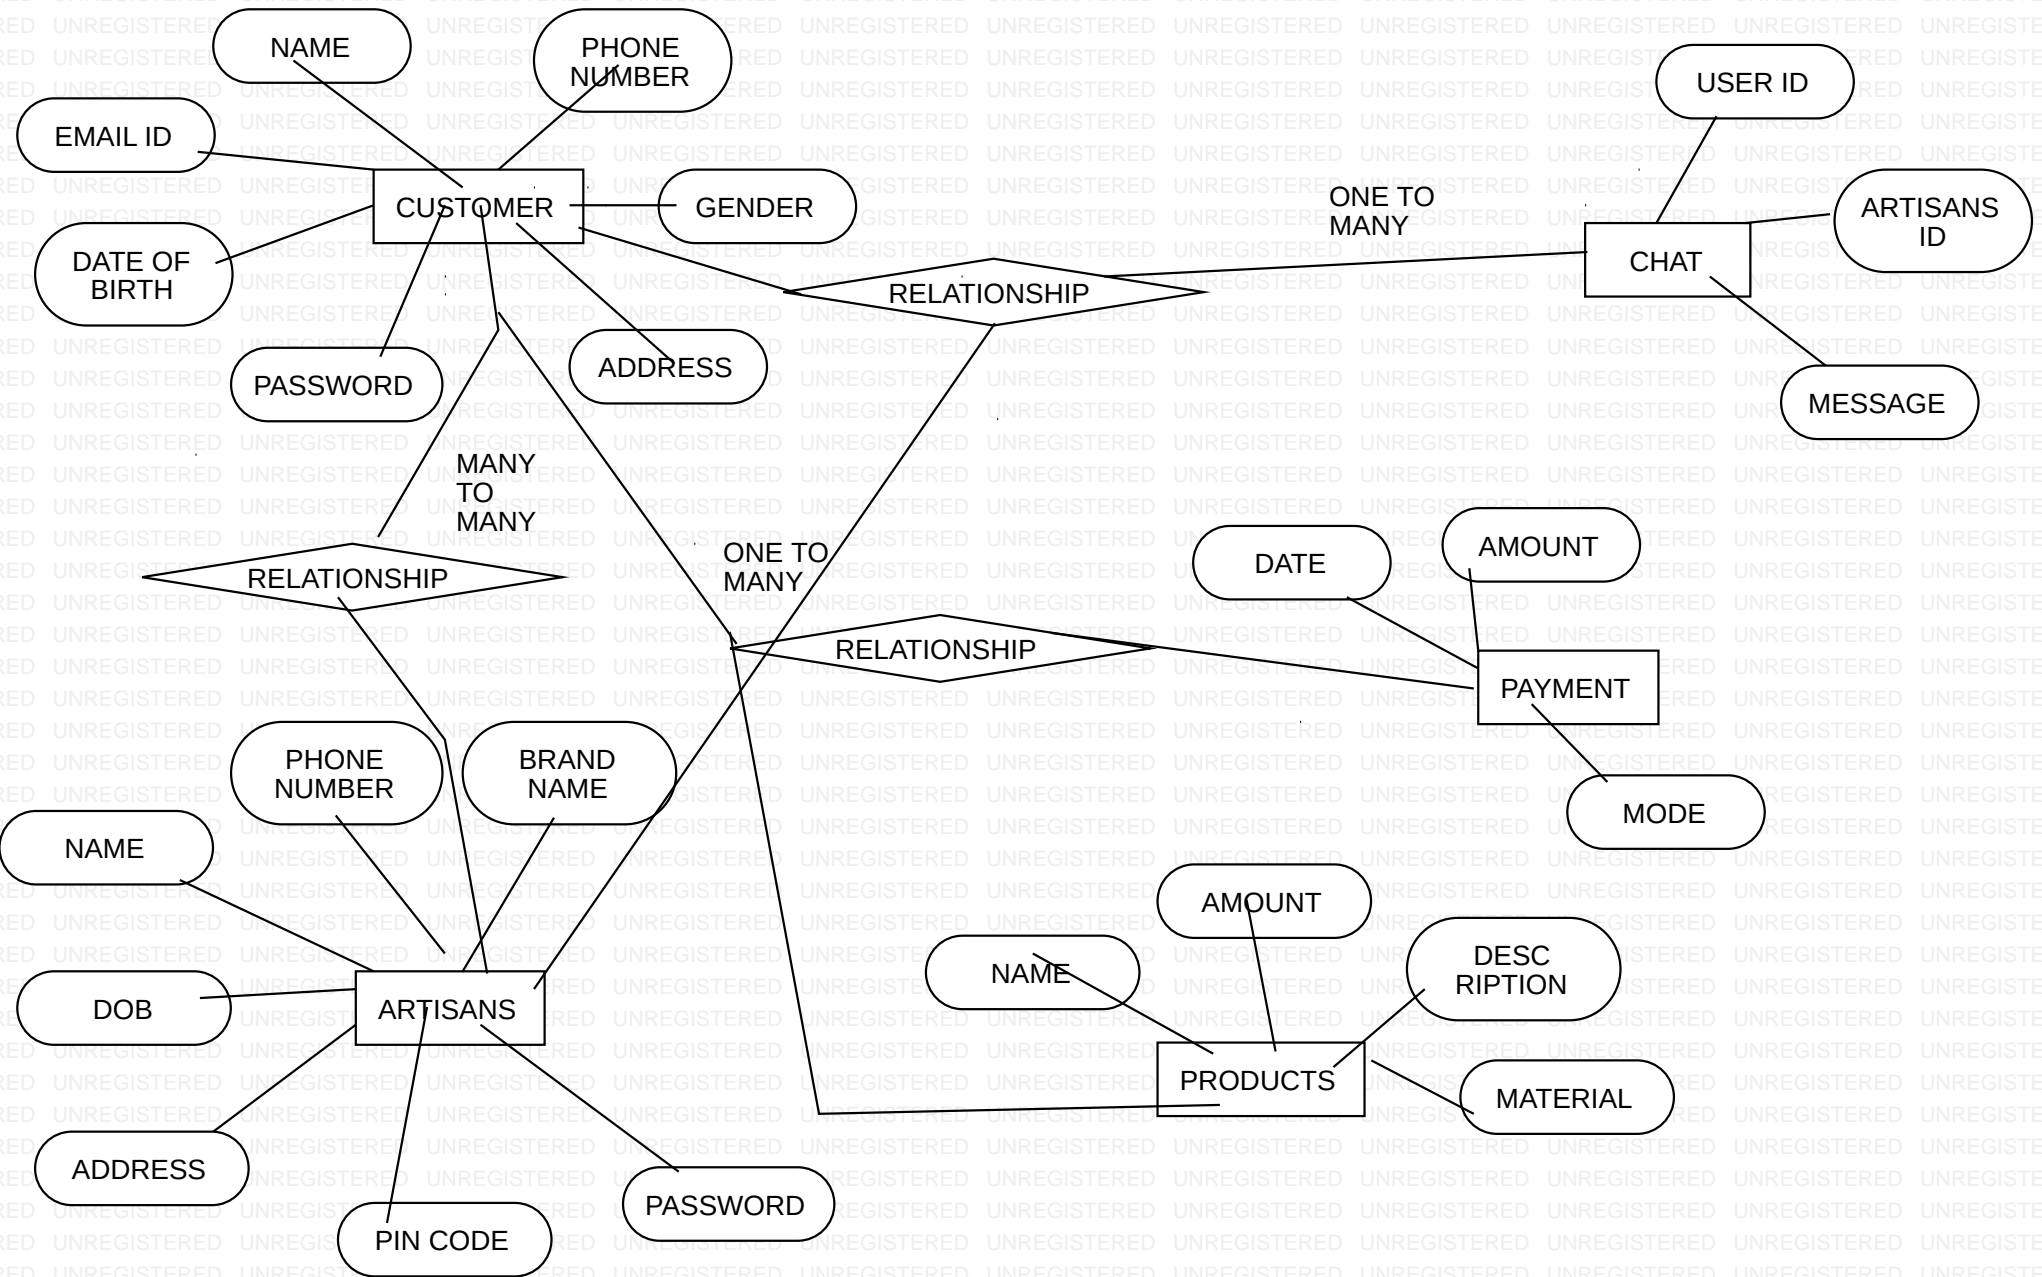 NAME
PHONE
NUMBER
USER ID
EMAIL ID
CUSTOMER
GENDER
ONE TO
MANY
ARTISANS
ID
DATE OF
BIRTH
CHAT
RELATIONSHIP
PASSWORD
ADDRESS
MESSAGE
MANY
TO
MANY
ONE TO
MANY
DATE
AMOUNT
RELATIONSHIP
RELATIONSHIP
PAYMENT
PHONE
NUMBER
BRAND
NAME
MODE
NAME
AMOUNT
NAME
DESC
RIPTION
DOB
ARTISANS
PRODUCTS
MATERIAL
ADDRESS
PASSWORD
PIN CODE
UNREGISTERED